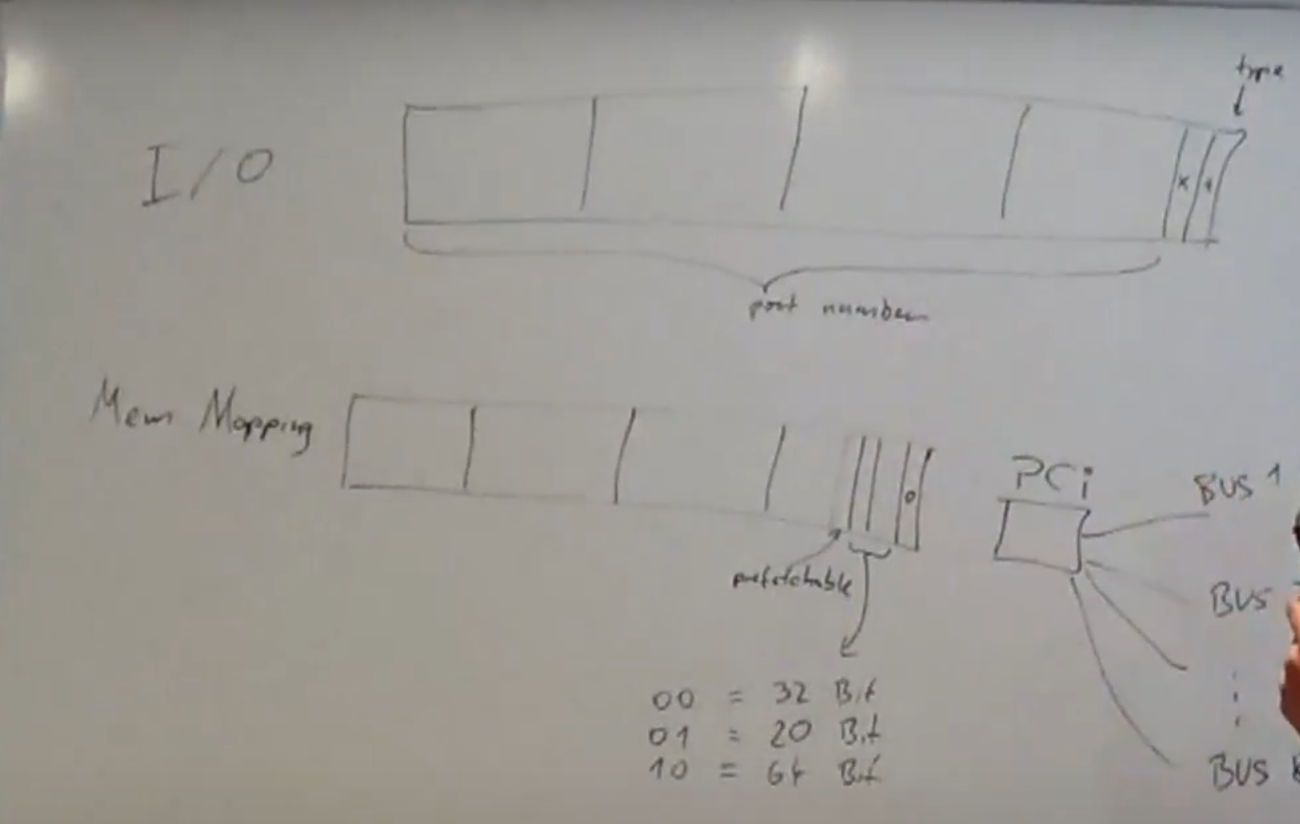 type
I/O
x 1
port number
Mem Mapping
0
prefetchable
PCi
BUS 1
BUS
BUS
00 = 32 Bit
01 = 20 Bit
10 = 64 Bit